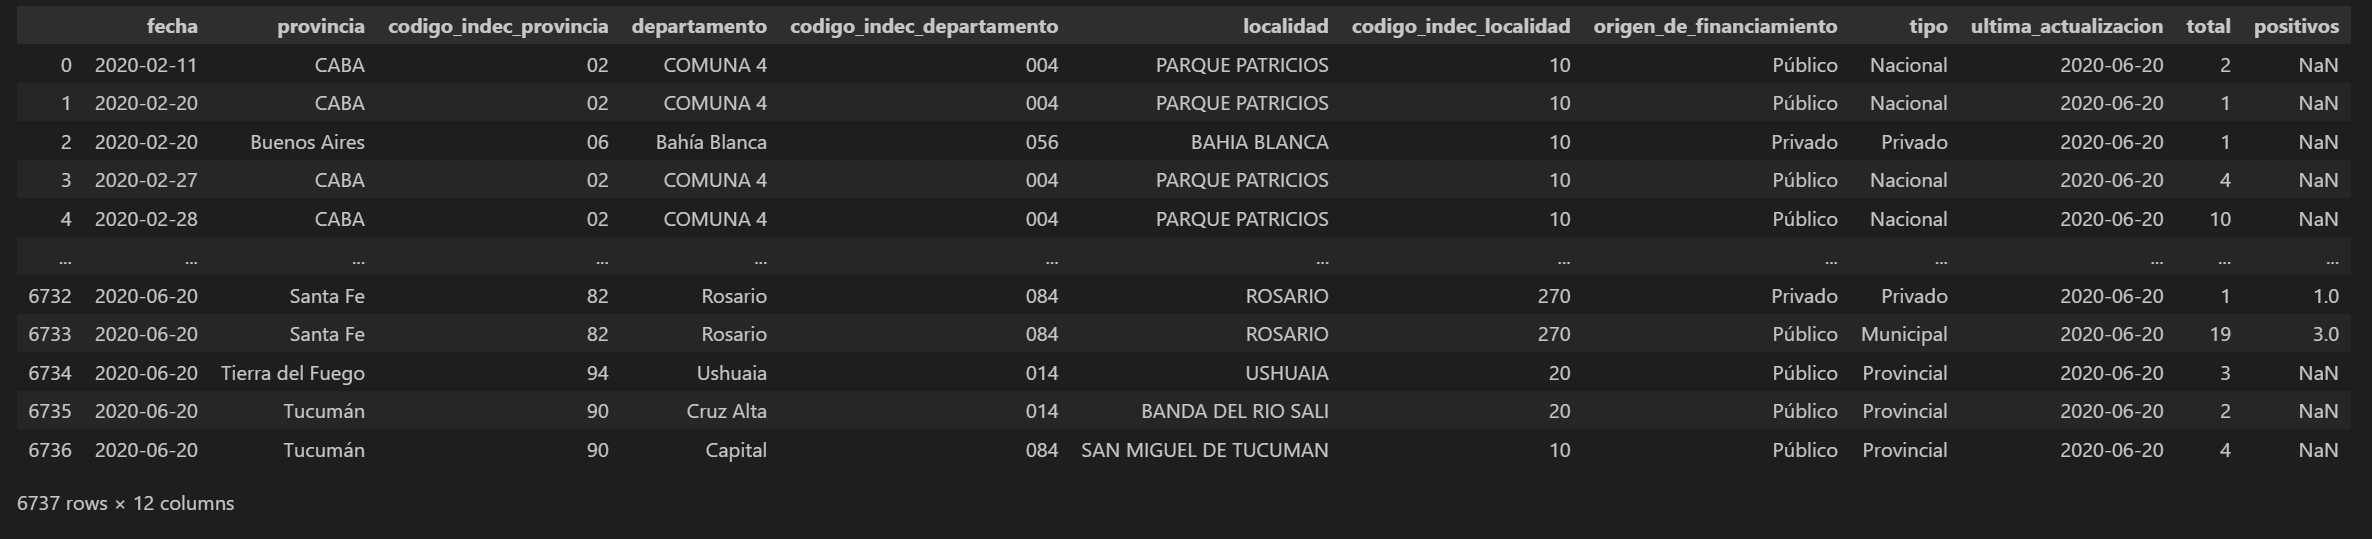 fecha provincia codigo_indec_provincia departamento codigo_indec_departamento localidad codigo_indec_localidad origen_de_financiamiento tipo ultima_actualizacion total positivos
0 2020-02-11 CABA 02 COMUNA 4 004 PARQUE PATRICIOS 10 Público Nacional 2020-06-20 2 NaN
1 2020-02-20 CABA 02 COMUNA 4 004 PARQUE PATRICIOS 10 Público Nacional 2020-06-20 1 NaN
2 2020-02-20 Buenos Aires 06 Bahía Blanca 056 BAHIA BLANCA 10 Privado Privado 2020-06-20 1 NaN
3 2020-02-27 CABA 02 COMUNA 4 004 PARQUE PATRICIOS 10 Público Nacional 2020-06-20 4 NaN
4 2020-02-28 CABA 02 COMUNA 4 004 PARQUE PATRICIOS 10 Público Nacional 2020-06-20 10 NaN
... ... ... ... ... ... ... ... ... ... ... ... ...
6732 2020-06-20 Santa Fe 82 Rosario 084 ROSARIO 270 Privado Privado 2020-06-20 1 1.0
6733 2020-06-20 Santa Fe 82 Rosario 084 ROSARIO 270 Público Municipal 2020-06-20 19 3.0
6734 2020-06-20 Tierra del Fuego 94 Ushuaia 014 USHUAIA 20 Público Provincial 2020-06-20 3 NaN
6735 2020-06-20 Tucumán 90 Cruz Alta 014 BANDA DEL RIO SALI 20 Público Provincial 2020-06-20 2 NaN
6736 2020-06-20 Tucumán 90 Capital 084 SAN MIGUEL DE TUCUMAN 10 Público Provincial 2020-06-20 4 NaN
6737 rows × 12 columns